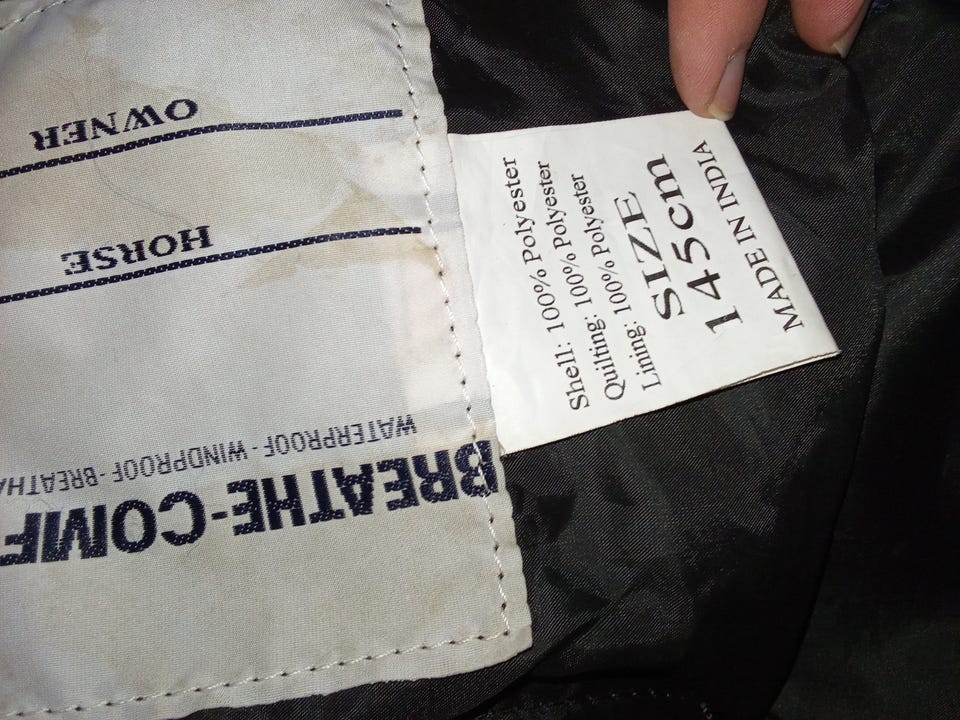 BREATHE-COMF
WATERPROOF - WINDPROOF - BREATHA
HORSE
OWNER
Shell: 100% Polyester
Quilting: 100% Polyester
Lining: 100% Polyester
SIZE
145cm
MADE IN INDIA